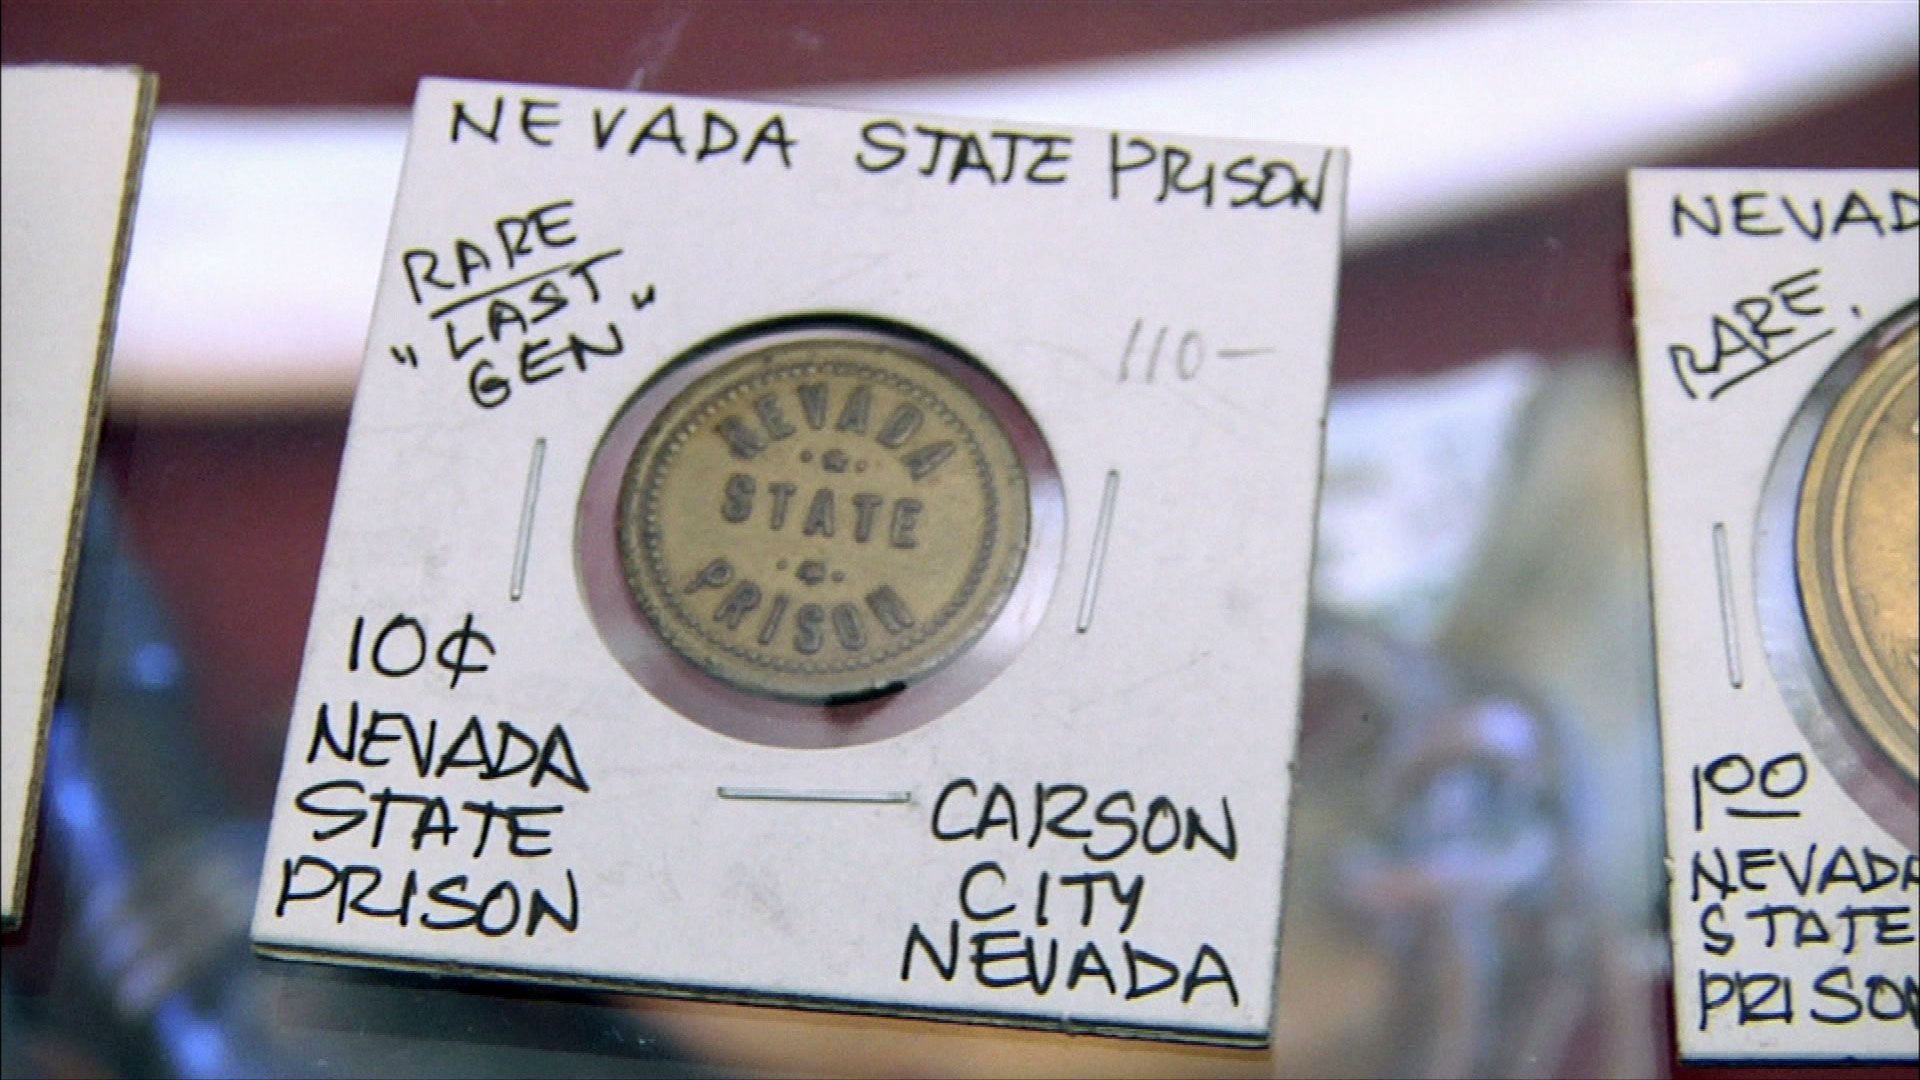 NEVADA STATE PRISON
RARE
"LAST
GEN"
110-
NEVADA
STATE
PRISON
10¢
NEVADA
STATE
PRISON
CARSON
CITY
NEVADA
NEVAD
RARE.
100
NEVADA
STATE
PRISON